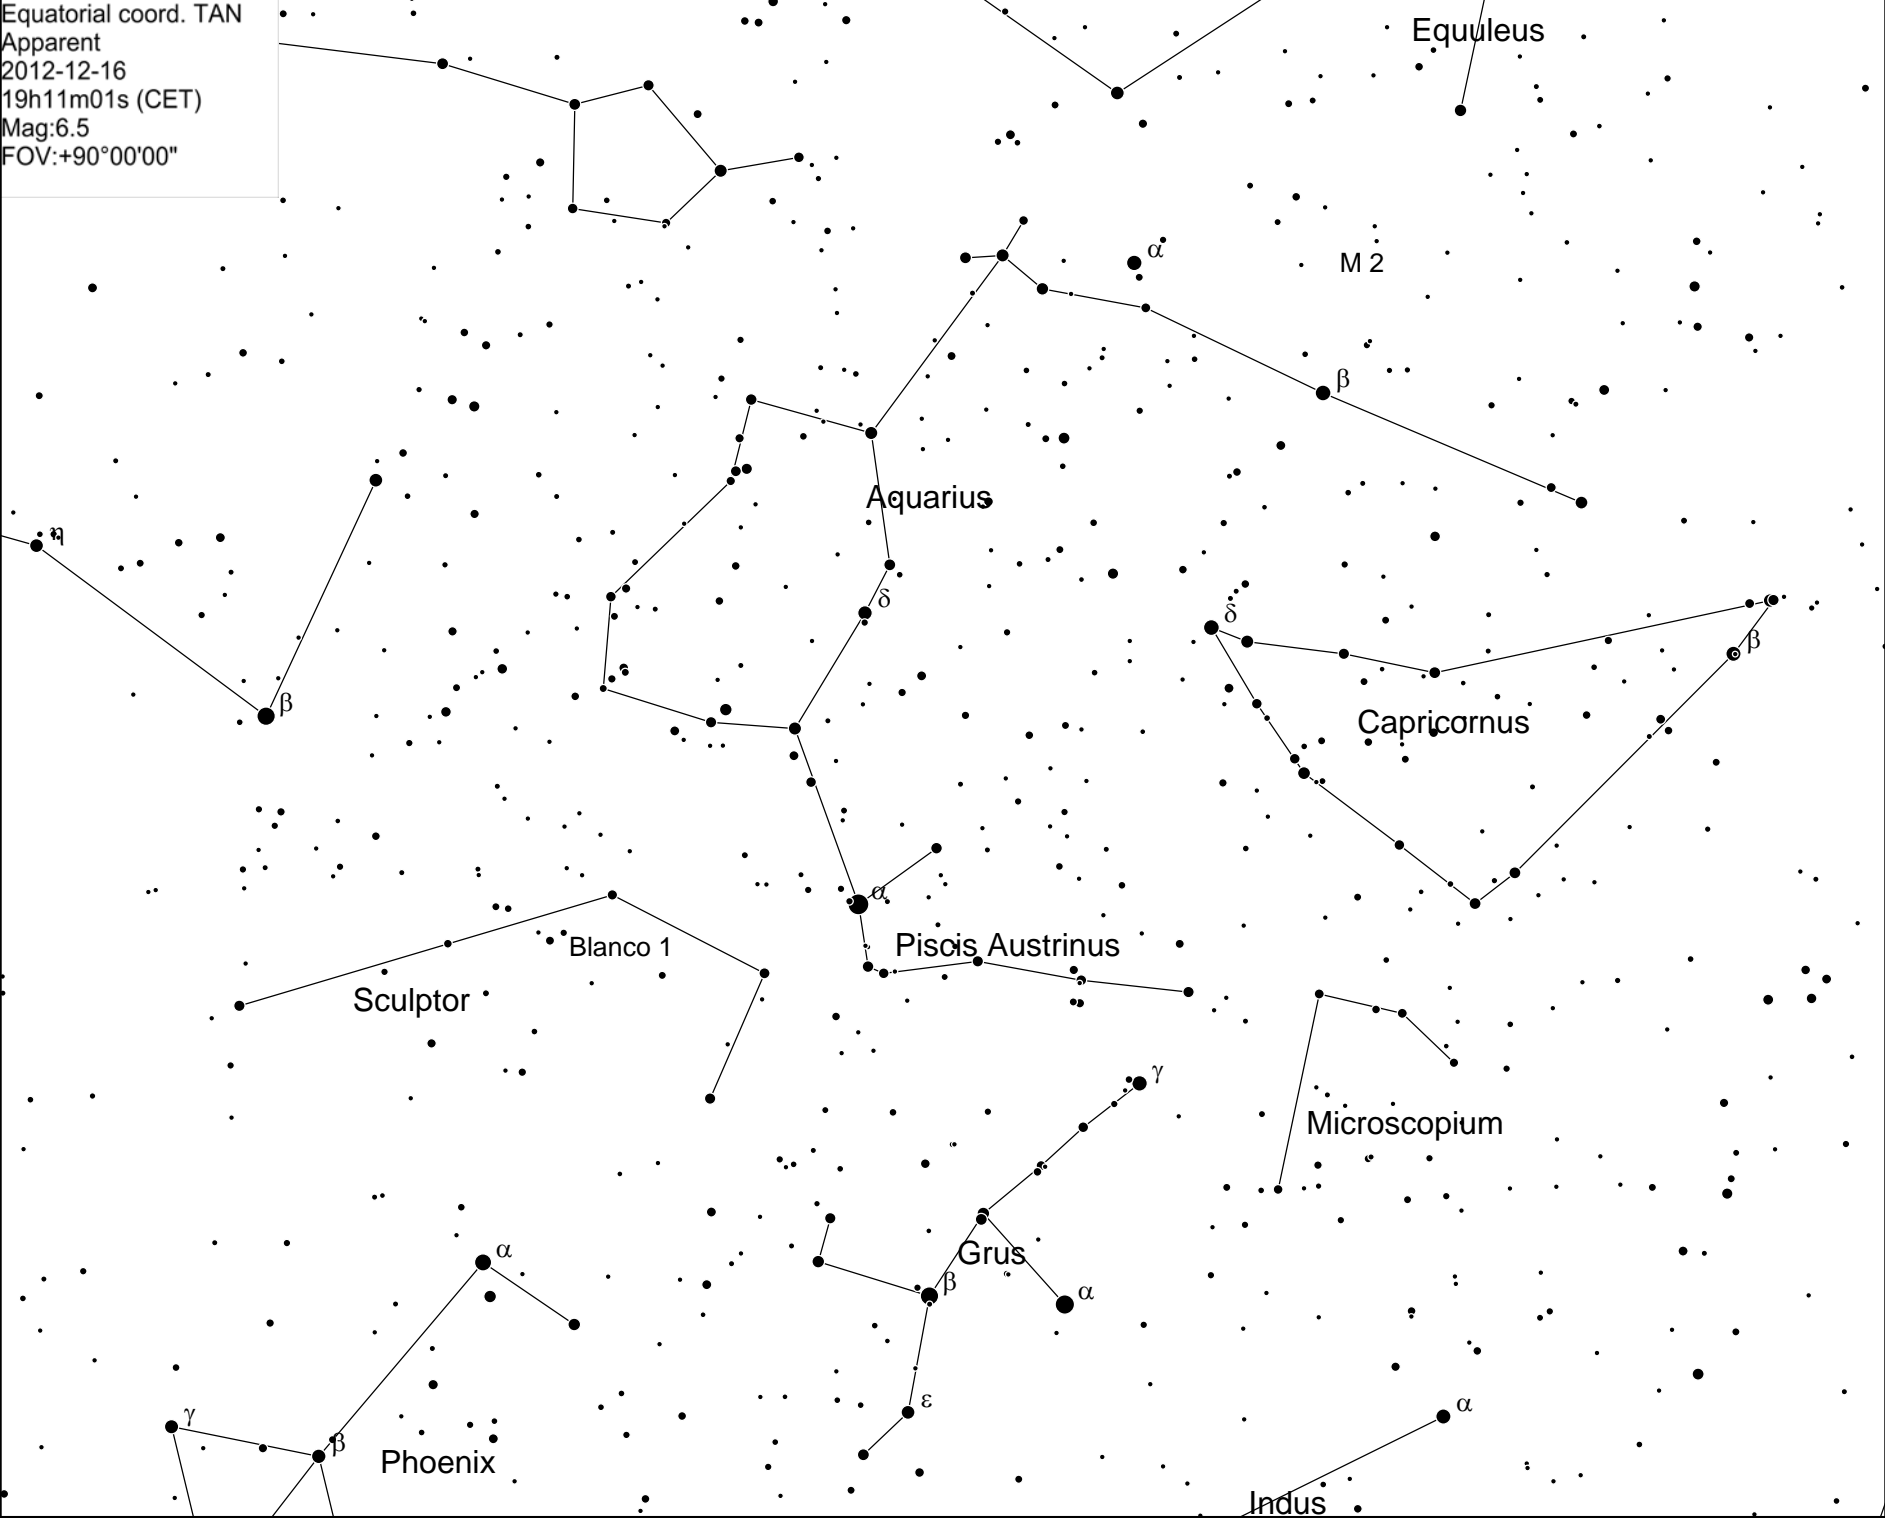 Equatorial coord. TAN
Apparent
2012-12-16
19h11m01s (CET)
Mag:6.5
FOV:+90°00'00"
Equuleus
α
M 2
β
Aquarius
η
δ
δ
β
β
Capricornus
α
Piscis Austrinus
Blanco 1
Sculptor
γ
Microscopium
α
Grus
β
α
ε
γ
β
α
Phoenix
Indus